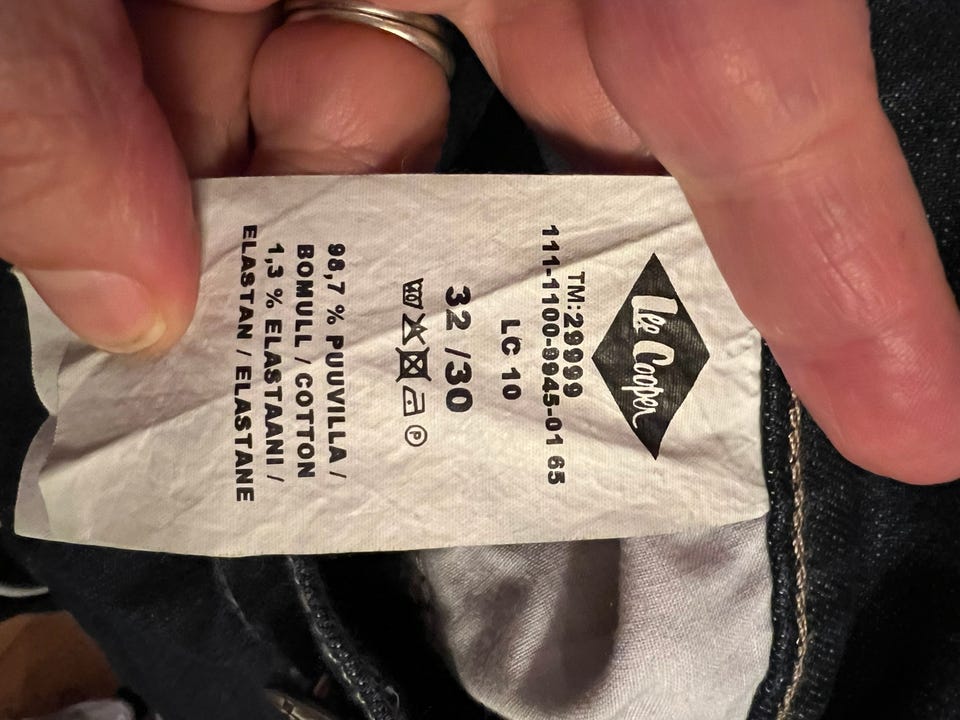 Lee Cooper
TM:29999
111-1100-9945-01 65
LC 10
32 /30
98,7 % PUUVILLA /
BOMULL / COTTON
1,3 % ELASTAANI /
ELASTAN / ELASTANE